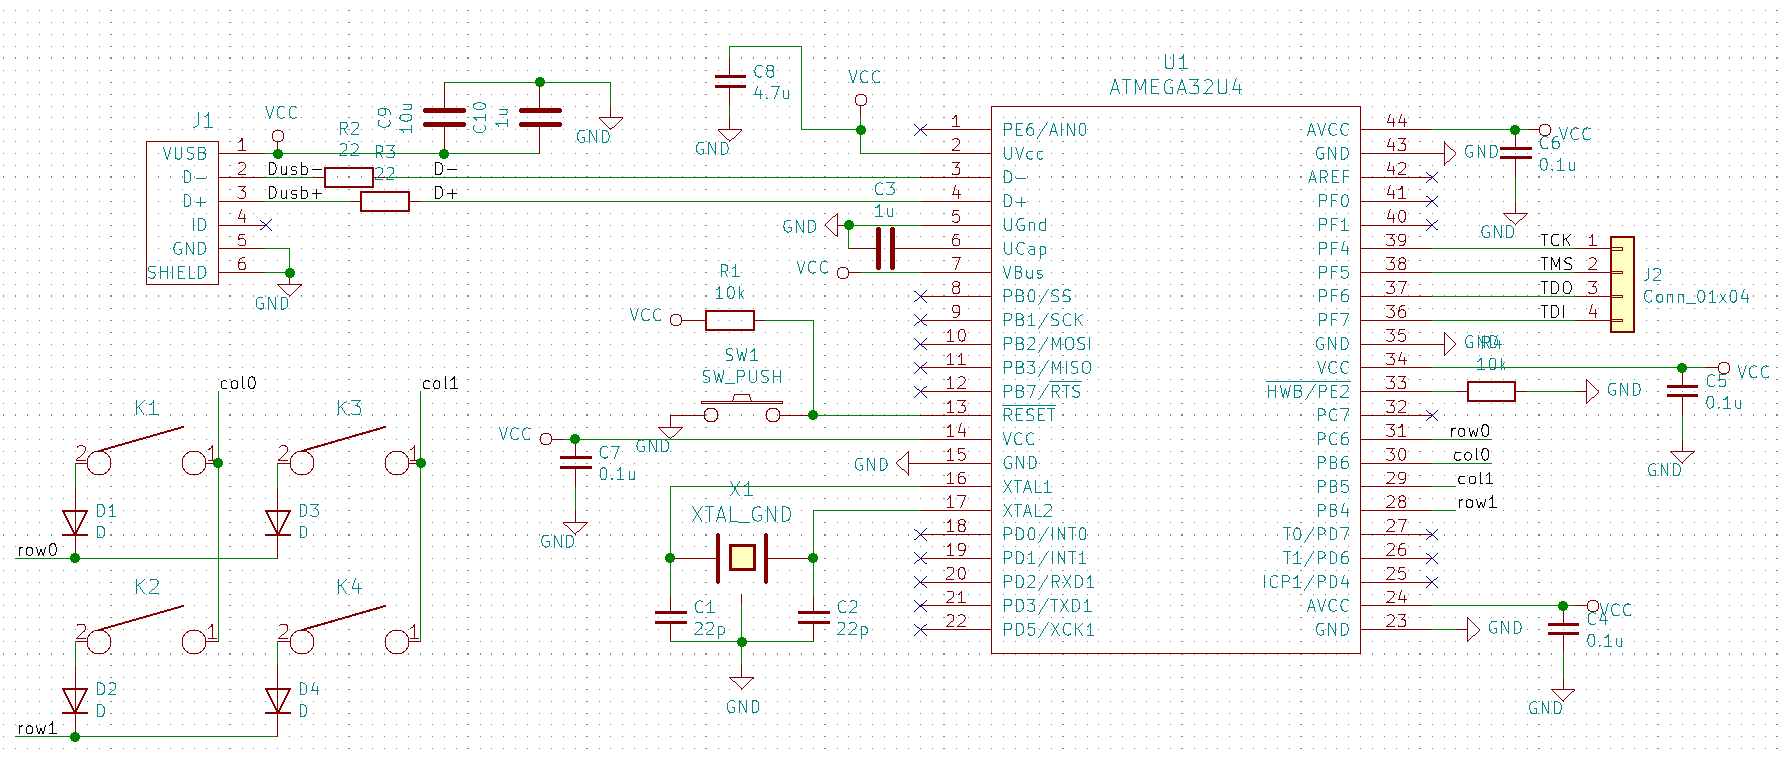 U1
ATMEGA32U4
C8
4.7u
GND
VCC
J1
VCC
R2
22
R3
22
C9
10u
C10
1u
GND
VUSB 1
D- 2
D+ 3
ID 4
GND 5
SHIELD 6
Dusb-
Dusb+
D-
D+
GND
C3
1u
GND
VCC
R1
10k
VCC
SW1
SW_PUSH
GND
VCC
C7
0.1u
GND
GND
X1
XTAL_GND
C1
22p
C2
22p
GND
1 PE6/AIN0
2 UVcc
3 D-
4 D+
5 UGnd
6 UCap
7 VBus
8 PB0/SS
9 PB1/SCK
10 PB2/MOSI
11 PB3/MISO
12 PB7/RTS
13 RESET
14 VCC
15 GND
16 XTAL1
17 XTAL2
18 PD0/INT0
19 PD1/INT1
20 PD2/RXD1
21 PD3/TXD1
22 PD5/XCK1
AVCC 44
GND 43
AREF 42
PF0 41
PF1 40
PF4 39
PF5 38
PF6 37
PF7 36
GND 35
VCC 34
HWB/PE2 33
PC7 32
PC6 31
PB6 30
PB5 29
PB4 28
T0/PD7 27
T1/PD6 26
ICP1/PD4 25
AVCC 24
GND 23
VCC
C6
0.1u
GND
GND
TCK 1
TMS 2
TDO 3
TDI 4
J2
Conn_01x04
GND
R4
10k
GND
VCC
C5
0.1u
GND
row0
col0
col1
row1
VCC
C4
0.1u
GND
GND
col0
col1
K1
2
1
K3
2
1
D1
D
D3
D
row0
K2
2
1
K4
2
1
D2
D
D4
D
row1